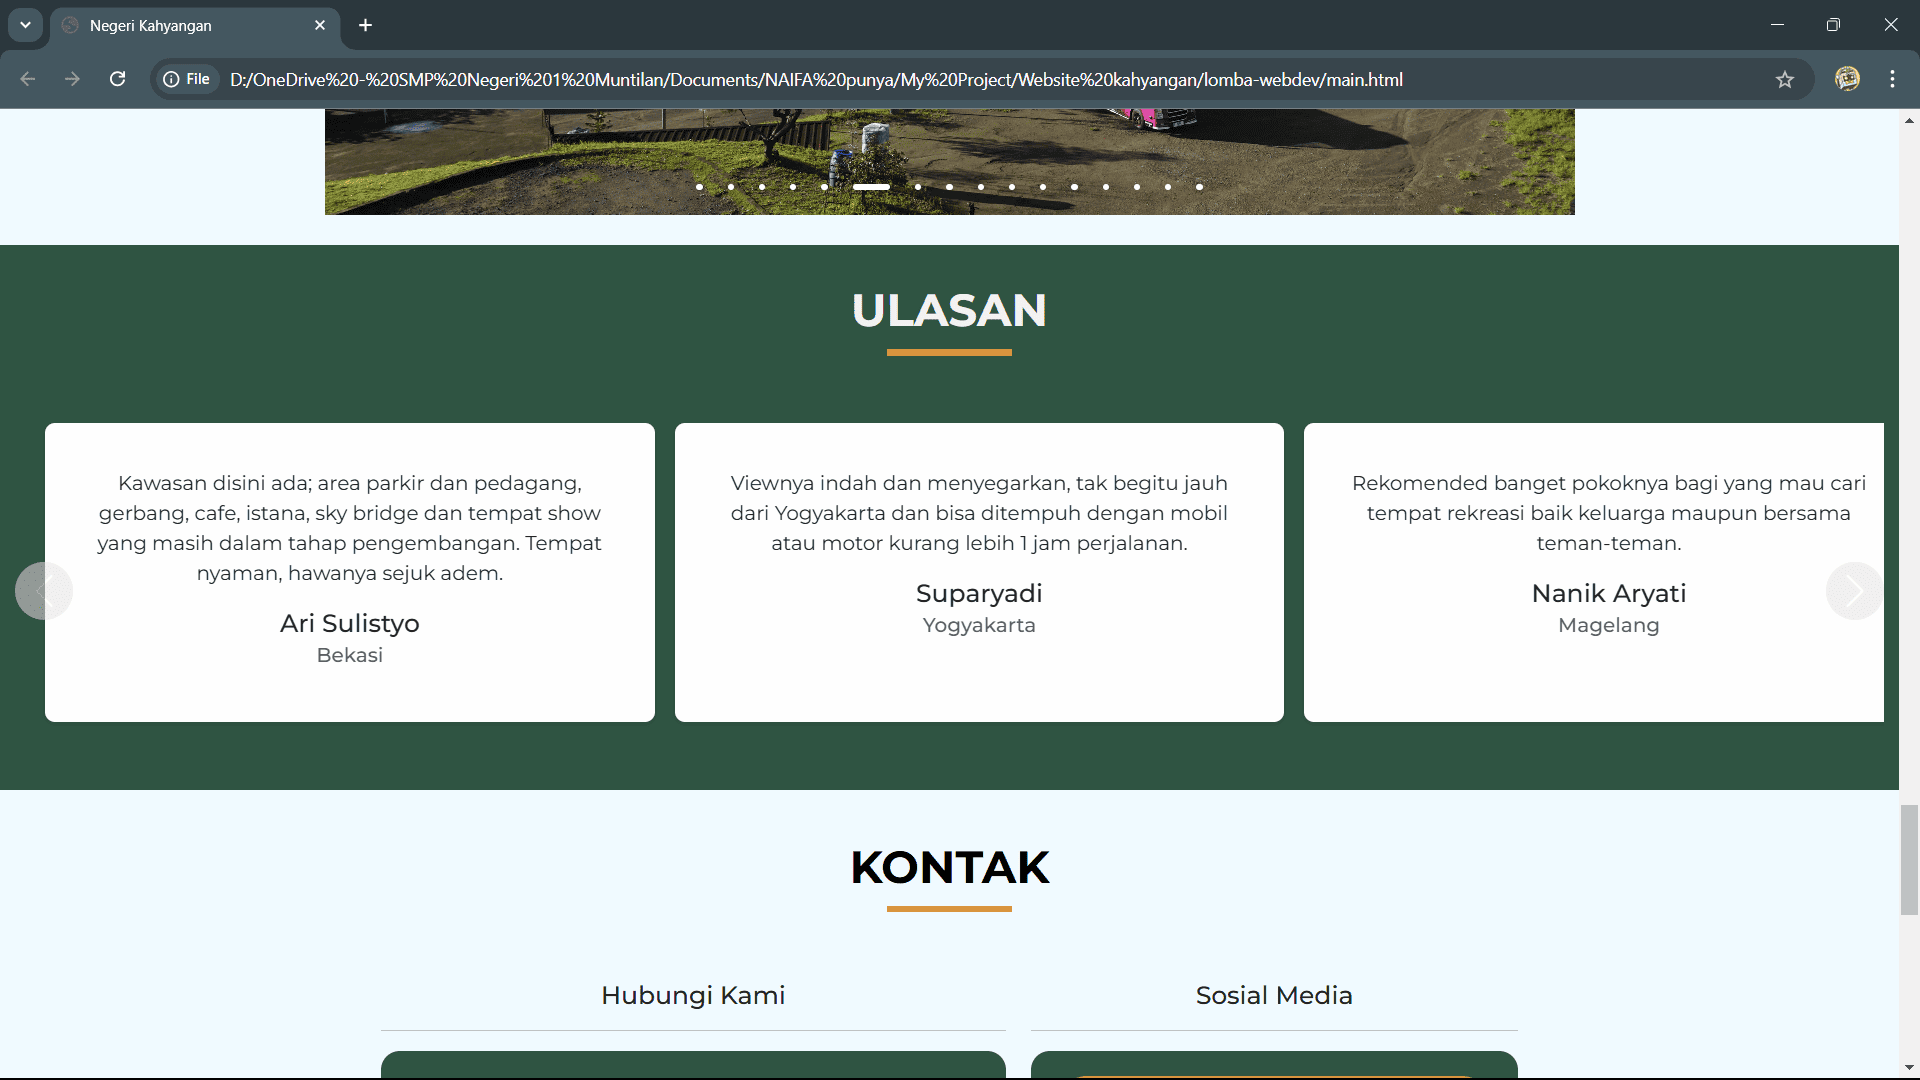 Negeri Kahyangan
File
D:/OneDrive%20-%20SMP%20Negeri%201%20Muntilan/Documents/NAIFA%20punya/My%20Project/Website%20kahyangan/lomba-webdev/main.html
ULASAN
Kawasan disini ada; area parkir dan pedagang,
gerbang, cafe, istana, sky bridge dan tempat show
yang masih dalam tahap pengembangan. Tempat
nyaman, hawanya sejuk adem.
Ari Sulistyo
Bekasi
Viewnya indah dan menyegarkan, tak begitu jauh
dari Yogyakarta dan bisa ditempuh dengan mobil
atau motor kurang lebih 1 jam perjalanan.
Suparyadi
Yogyakarta
Rekomended banget pokoknya bagi yang mau cari
tempat rekreasi baik keluarga maupun bersama
teman-teman.
Nanik Aryati
Magelang
KONTAK
Hubungi Kami
Sosial Media